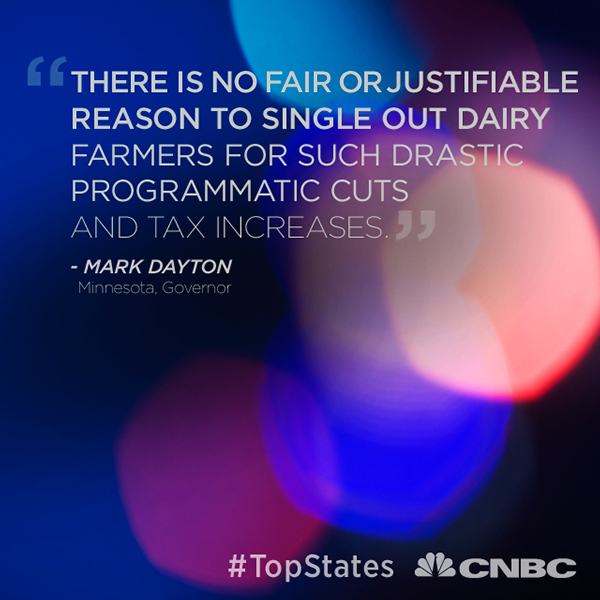 “THERE IS NO FAIR OR JUSTIFIABLE
REASON TO SINGLE OUT DAIRY
FARMERS FOR SUCH DRASTIC
PROGRAMMATIC CUTS
AND TAX INCREASES.”
- MARK DAYTON
Minnesota, Governor
#TopStates CNBC